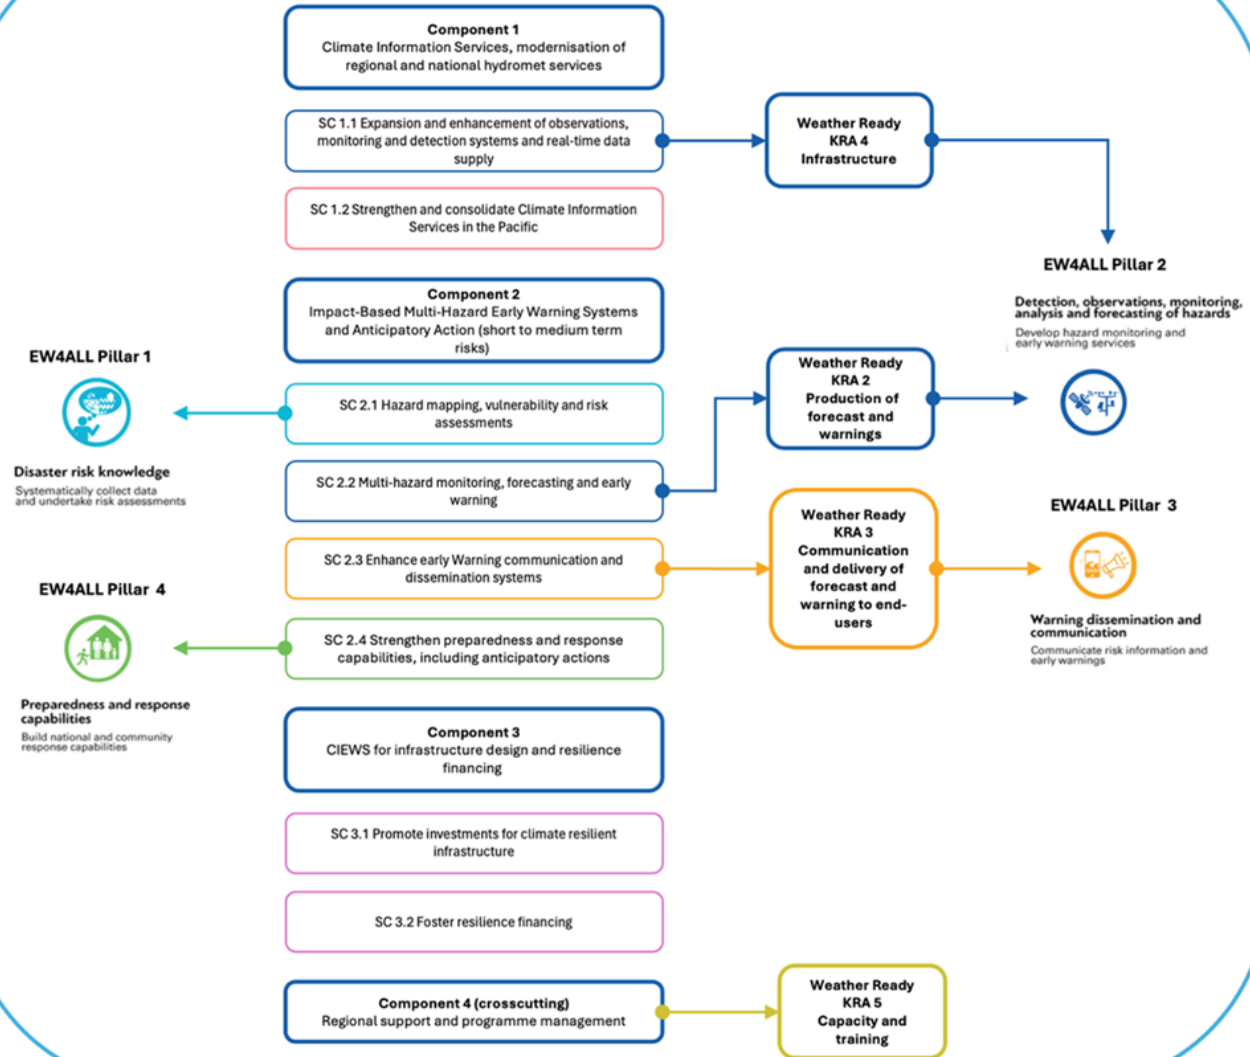 Component 1
Climate Information Services, modernisation of
regional and national hydromet services
SC 1.1 Expansion and enhancement of observations,
monitoring and detection systems and real-time data
supply
Weather Ready
KRA 4
Infrastructure
SC 1.2 Strengthen and consolidate Climate Information
Services in the Pacific
EW4ALL Pillar 2
Detection, observations, monitoring,
analysis and forecasting of hazards
Develop hazard monitoring and
early warning services
Component 2
Impact-Based Multi-Hazard Early Warning Systems
and Anticipatory Action (short to medium term
risks)
EW4ALL Pillar 1
Disaster risk knowledge
Systematically collect data
and undertake risk assessments
SC 2.1 Hazard mapping, vulnerability and risk
assessments
Weather Ready
KRA 2
Production of
forecast and
warnings
SC 2.2 Multi-hazard monitoring, forecasting and early
warning
SC 2.3 Enhance early Warning communication and
dissemination systems
Weather Ready
KRA 3
Communication
and delivery of
forecast and
warning to end-
users
EW4ALL Pillar 3
Warning dissemination and
communication
Communicate risk information and
early warnings
EW4ALL Pillar 4
Preparedness and response
capabilities
Build national and community
response capabilities
SC 2.4 Strengthen preparedness and response
capabilities, including anticipatory actions
Component 3
CIEWS for infrastructure design and resilience
financing
SC 3.1 Promote investments for climate resilient
infrastructure
SC 3.2 Foster resilience financing
Component 4 (crosscutting)
Regional support and programme management
Weather Ready
KRA 5
Capacity and
training